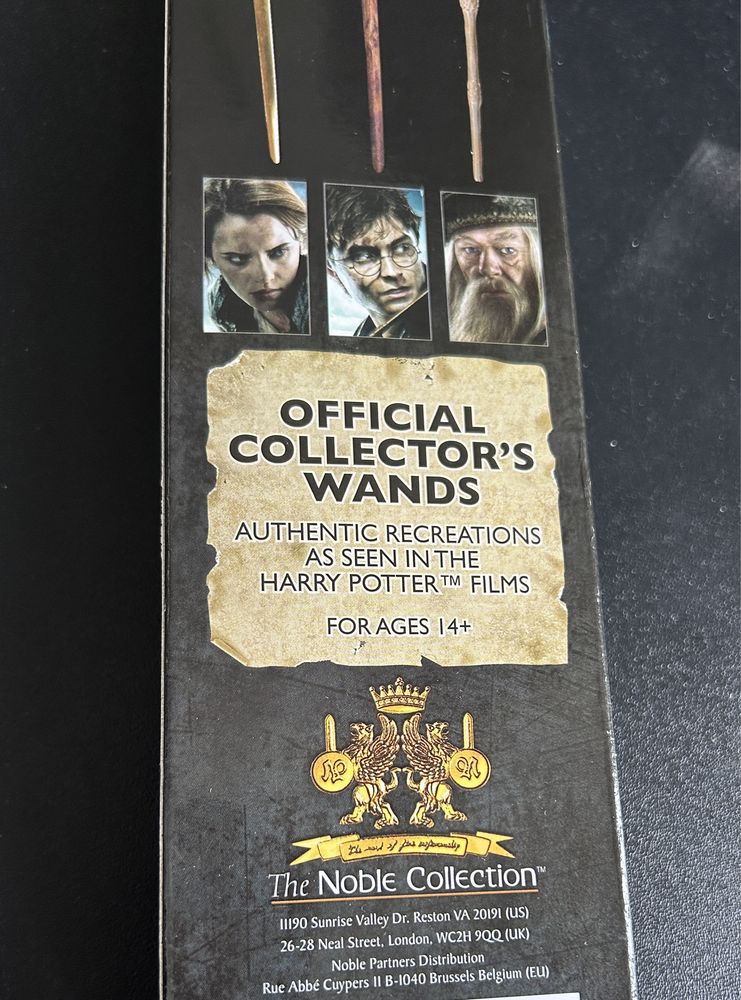 OFFICIAL
COLLECTOR'S
WANDS
AUTHENTIC RECREATIONS
AS SEEN IN THE
HARRY POTTER™ FILMS
FOR AGES 14+
The Noble Collection™
11190 Sunrise Valley Dr. Reston VA 20191 (US)
26-28 Neal Street, London, WC2H 9QQ (UK)
Noble Partners Distribution
Rue Abbé Cuypers 11 B-1040 Brussels Belgium (EU)